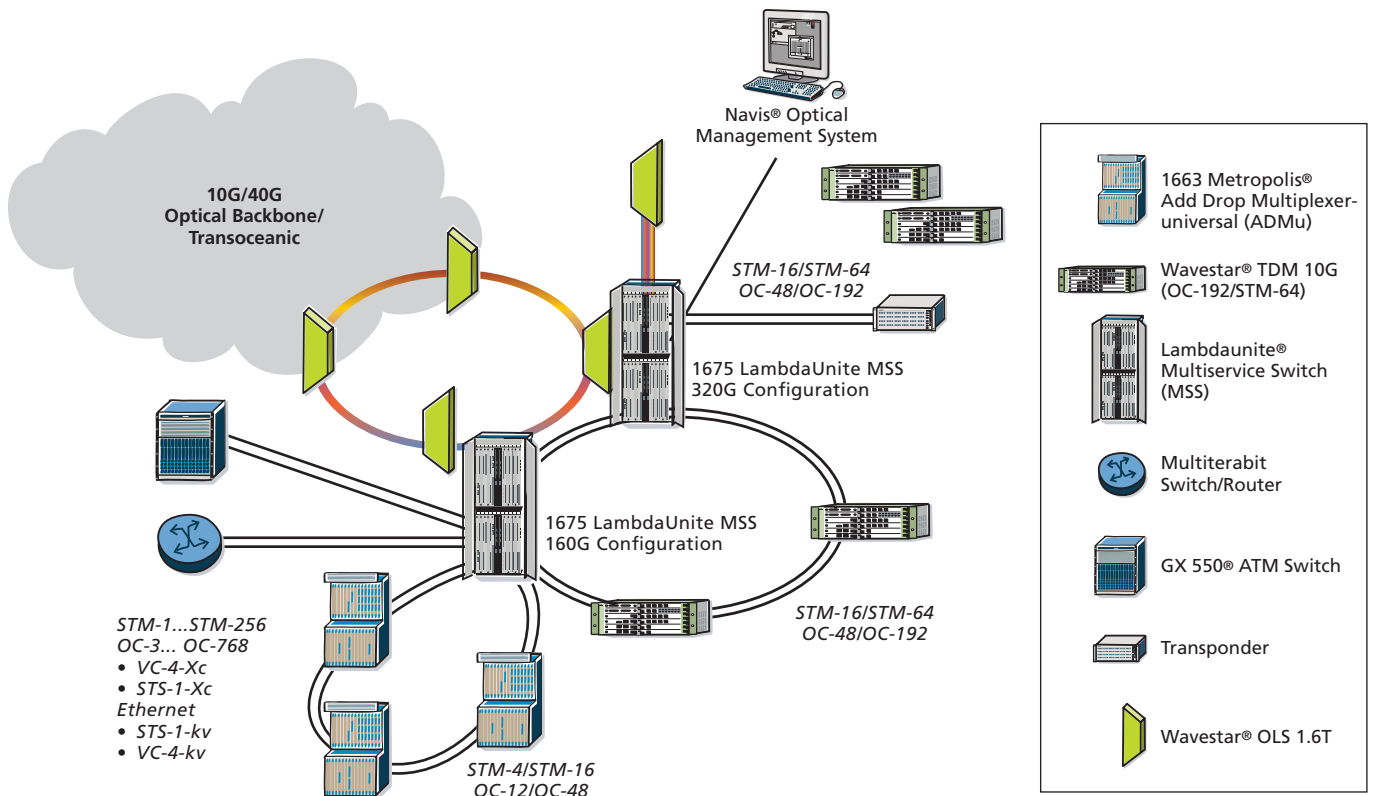 Navis® Optical
Management System
10G/40G
Optical Backbone/
Transoceanic
STM-16/STM-64
OC-48/OC-192
1675 LambdaUnite MSS
320G Configuration
1675 LambdaUnite MSS
160G Configuration
STM-16/STM-64
OC-48/OC-192
STM-1...STM-256
OC-3... OC-768
• VC-4-Xc
• STS-1-Xc
Ethernet
• STS-1-kv
• VC-4-kv
STM-4/STM-16
OC-12/OC-48
1663 Metropolis®
Add Drop Multiplexer-
universal (ADMu)
Wavestar® TDM 10G
(OC-192/STM-64)
Lambdaunite®
Multiservice Switch
(MSS)
Multiterabit
Switch/Router
GX 550® ATM Switch
Transponder
Wavestar® OLS 1.6T